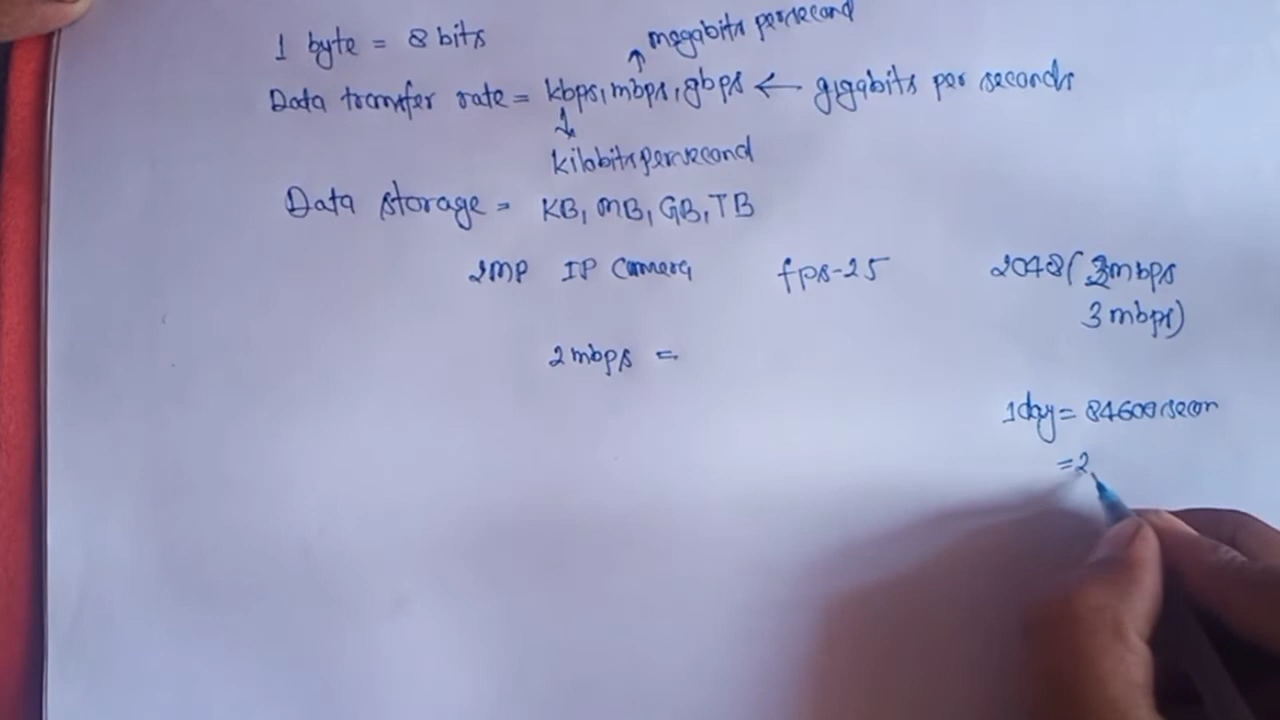 1 byte = 8 bits
megabits per second
Data transfer rate = kbps, mbps, gbps ← gigabits per seconds
kilobits per second
Data storage = KB, MB, GB, TB
2MP IP Camera fps-25 2048( 2mbps
3 mbps)
2 mbps =
1day = 84600 secon
=2